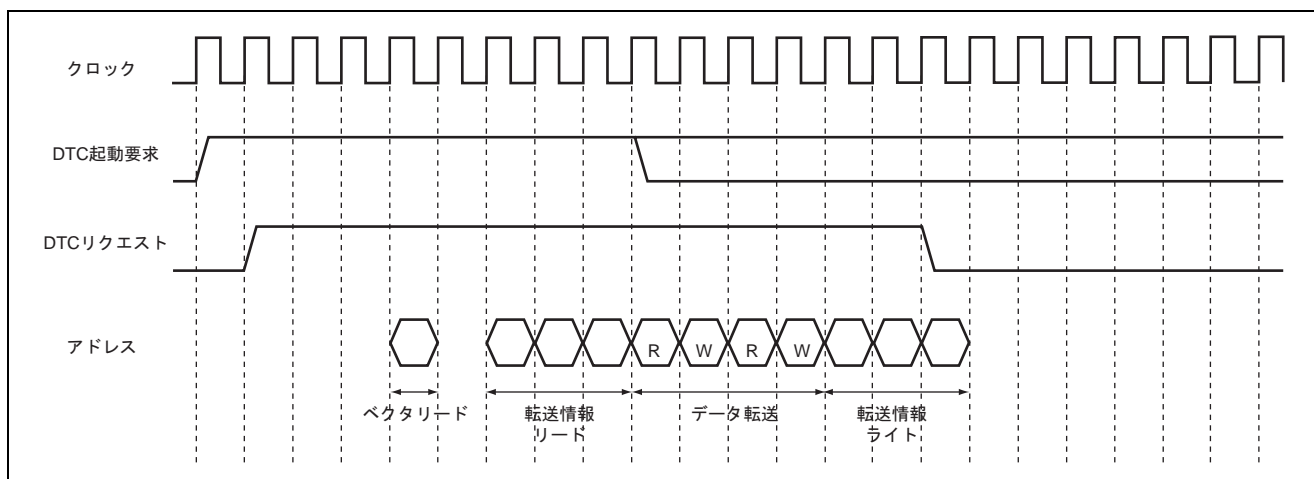 クロック
DTC起動要求
DTCリクエスト
アドレス
R W R W
ベクタリード
転送情報
リード
データ転送
転送情報
ライト